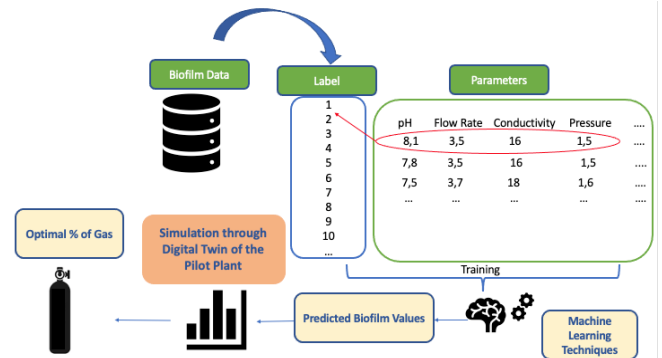 Biofilm Data
Label
Parameters
1
2
3
4
5
6
7
8
9
10
...
pH Flow Rate Conductivity Pressure ....
8,1 3,5 16 1,5 ....
7,8 3,5 16 1,5 ....
7,5 3,7 18 1,6 ....
... ... ... ... ....
Optimal % of Gas
Simulation through
Digital Twin of the
Pilot Plant
Training
Predicted Biofilm Values
Machine
Learning
Techniques